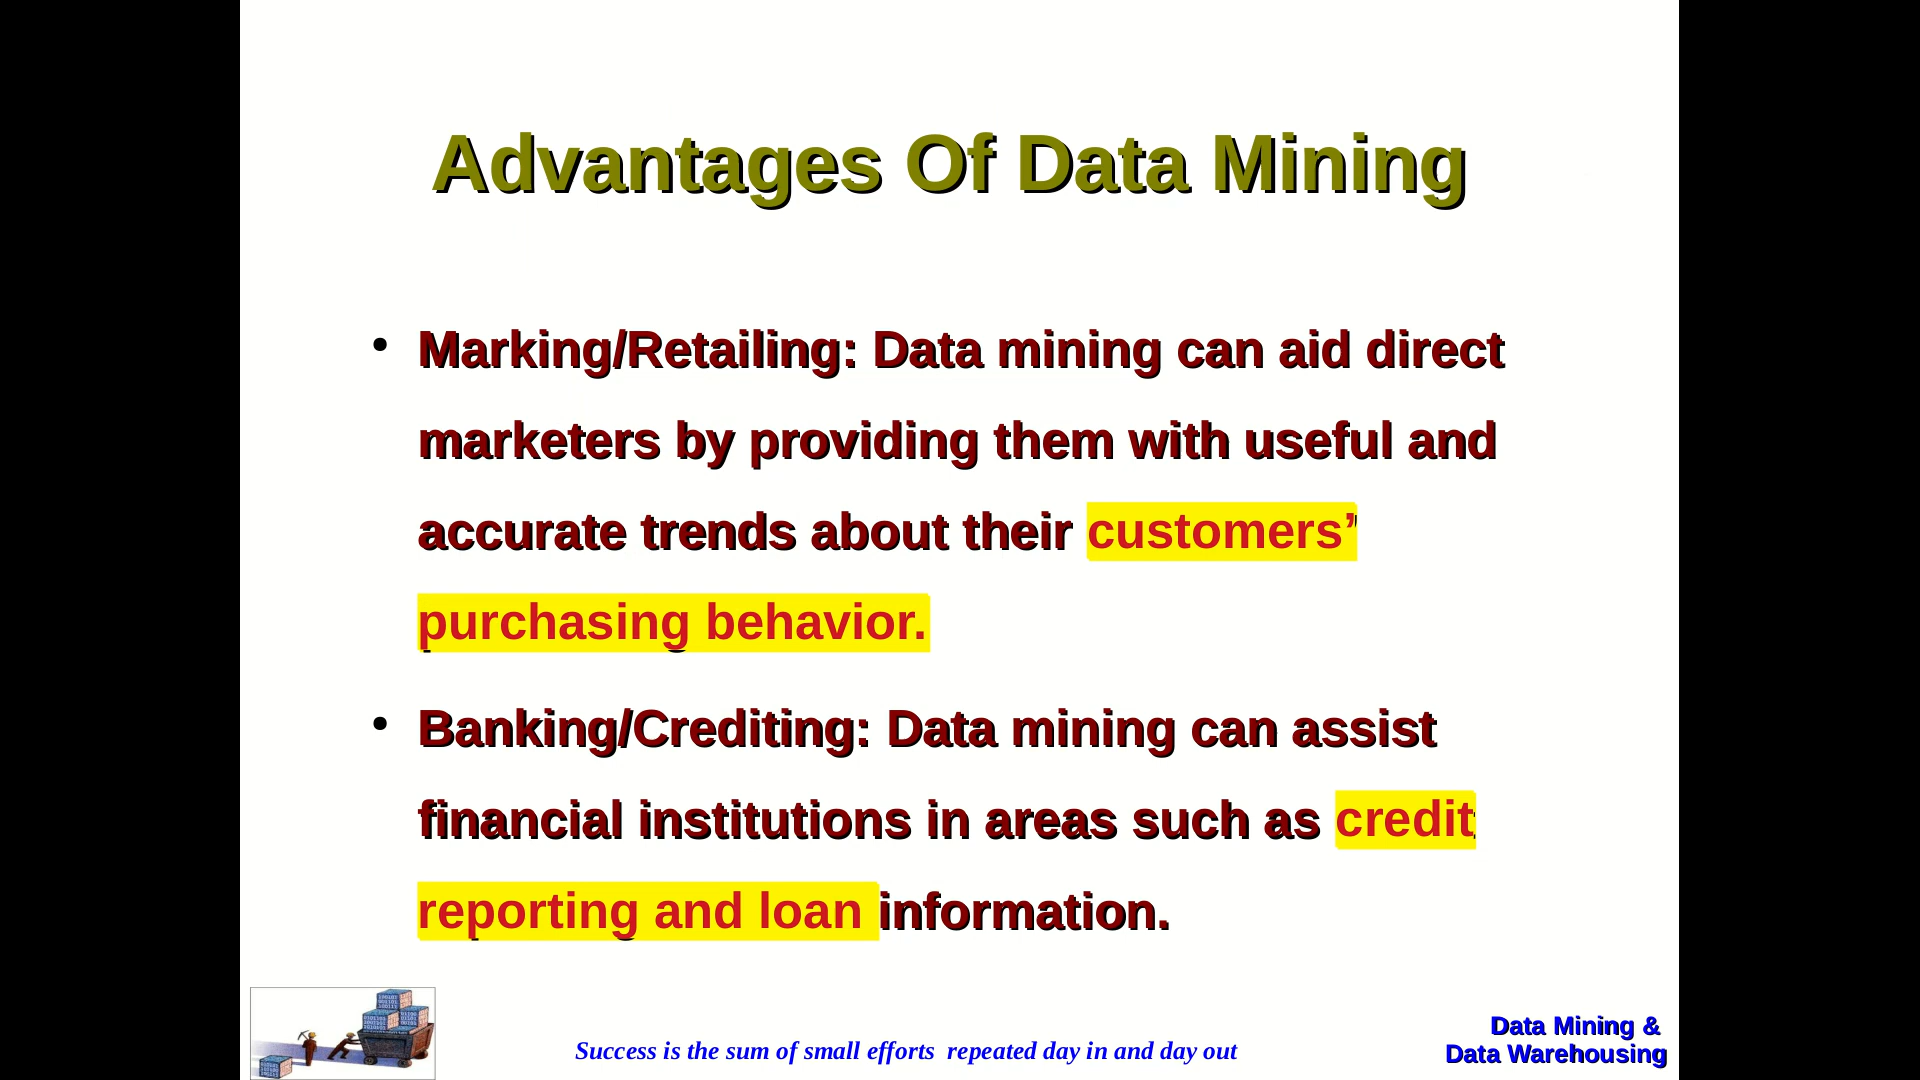 Advantages Of Data Mining
• Marking/Retailing: Data mining can aid direct
marketers by providing them with useful and
accurate trends about their customers’
purchasing behavior.
• Banking/Crediting: Data mining can assist
financial institutions in areas such as credit
reporting and loan information.
Success is the sum of small efforts  repeated day in and day out
Data Mining &
Data Warehousing